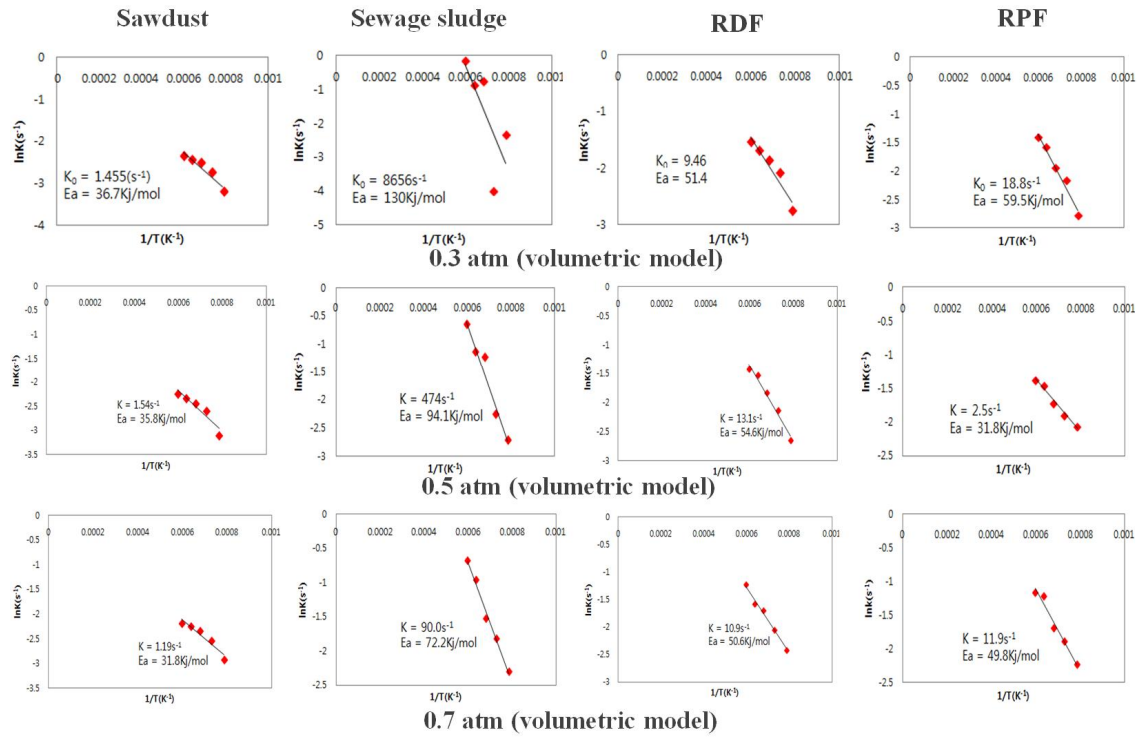 Sawdust
Sewage sludge
RDF
RPF
0
-1
-2
-3
-4
0 0.0002 0.0004 0.0006 0.0008 0.001
lnK(s⁻¹)
K₀ = 1.455(s⁻¹)
Ea = 36.7Kj/mol
1/T(K⁻¹)
0
-1
-2
-3
-4
-5
0 0.0002 0.0004 0.0006 0.0008 0.001
lnK(s⁻¹)
K₀ = 8656s⁻¹
Ea = 130Kj/mol
1/T(K⁻¹)
0
-1
-2
-3
0 0.0002 0.0004 0.0006 0.0008 0.001
lnK(s⁻¹)
K₀ = 9.46
Ea = 51.4
1/T(K⁻¹)
0
-0.5
-1
-1.5
-2
-2.5
-3
0 0.0002 0.0004 0.0006 0.0008 0.001
lnK(s⁻¹)
K₀ = 18.8s⁻¹
Ea = 59.5Kj/mol
1/T(K⁻¹)
0.3 atm (volumetric model)
0
-0.5
-1
-1.5
-2
-2.5
-3
-3.5
0 0.0002 0.0004 0.0006 0.0008 0.001
lnK(s⁻¹)
K = 1.54s⁻¹
Ea = 35.8Kj/mol
1/T(K⁻¹)
0
-0.5
-1
-1.5
-2
-2.5
-3
0 0.0002 0.0004 0.0006 0.0008 0.001
lnK(s⁻¹)
K = 474s⁻¹
Ea = 94.1Kj/mol
1/T(K⁻¹)
0
-0.5
-1
-1.5
-2
-2.5
-3
0 0.0002 0.0004 0.0006 0.0008 0.001
lnK(s⁻¹)
K = 13.1s⁻¹
Ea = 54.6Kj/mol
1/T(K⁻¹)
0
-0.5
-1
-1.5
-2
-2.5
0 0.0002 0.0004 0.0006 0.0008 0.001
lnK(s⁻¹)
K = 2.5s⁻¹
Ea = 31.8Kj/mol
1/T(K⁻¹)
0.5 atm (volumetric model)
0
-0.5
-1
-1.5
-2
-2.5
-3
-3.5
0 0.0002 0.0004 0.0006 0.0008 0.001
lnK(s⁻¹)
K = 1.19s⁻¹
Ea = 31.8Kj/mol
1/T(K⁻¹)
0
-0.5
-1
-1.5
-2
-2.5
0 0.0002 0.0004 0.0006 0.0008 0.001
lnK(s⁻¹)
K = 90.0s⁻¹
Ea = 72.2Kj/mol
1/T(K⁻¹)
0
-0.5
-1
-1.5
-2
-2.5
-3
0 0.0002 0.0004 0.0006 0.0008 0.001
lnK(s⁻¹)
K = 10.9s⁻¹
Ea = 50.6Kj/mol
1/T(K⁻¹)
0
-0.5
-1
-1.5
-2
-2.5
0 0.0002 0.0004 0.0006 0.0008 0.001
lnK(s⁻¹)
K = 11.9s⁻¹
Ea = 49.8Kj/mol
1/T(K⁻¹)
0.7 atm (volumetric model)